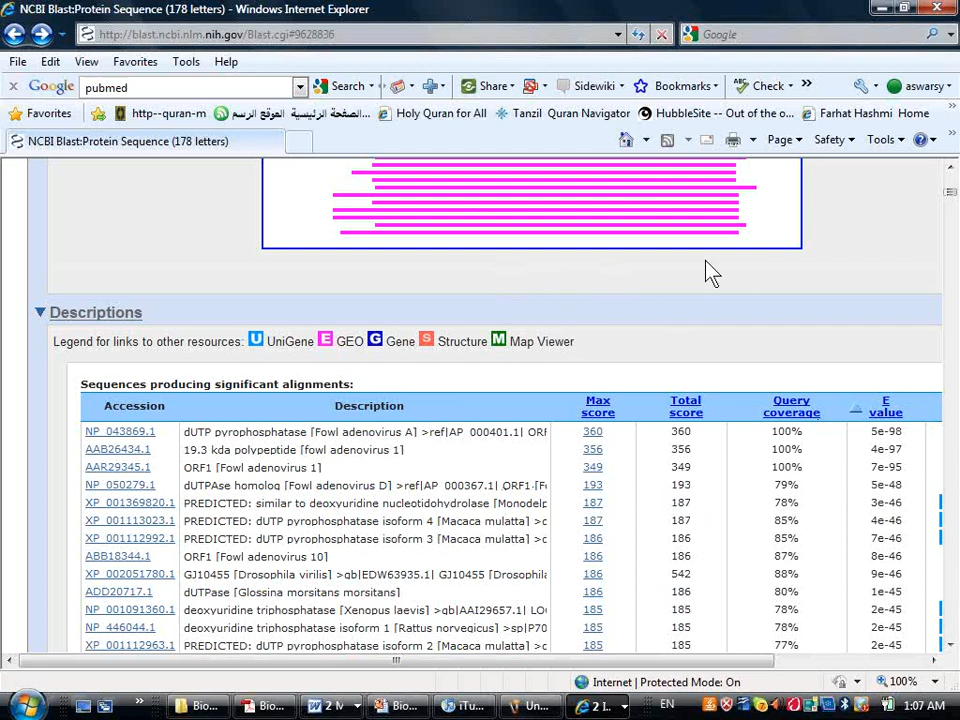 NCBI Blast:Protein Sequence (178 letters) - Windows Internet Explorer
http://blast.ncbi.nlm.nih.gov/Blast.cgi#9628836
Google
File Edit View Favorites Tools Help
Google pubmed Search Share Sidewiki Bookmarks Check aswarsy
Favorites http--quran-m الصفحة الرئيسية الموقع الرسم... Holy Quran for All Tanzil Quran Navigator HubbleSite -- Out of the o... Farhat Hashmi Home
NCBI Blast:Protein Sequence (178 letters) Page Safety Tools
Descriptions
Legend for links to other resources: U UniGene E GEO G Gene S Structure M Map Viewer
Sequences producing significant alignments:
Accession Description Max score Total score Query coverage E value
NP_043869.1 dUTP pyrophosphatase [Fowl adenovirus A] >ref|AP_000401.1| ORF 360 360 100% 5e-98
AAB26434.1 19.3 kda polypeptide [fowl adenovirus 1] 356 356 100% 4e-97
AAR29345.1 ORF1 [Fowl adenovirus 1] 349 349 100% 7e-95
NP_050279.1 dUTPAse homolog [Fowl adenovirus D] >ref|AP_000367.1| ORF1 [F 193 193 79% 5e-48
XP_001369820.1 PREDICTED: similar to deoxyuridine nucleotidohydrolase [Monodelp 187 187 78% 3e-46
XP_001113023.1 PREDICTED: dUTP pyrophosphatase isoform 4 [Macaca mulatta] >c 187 187 85% 4e-46
XP_001112992.1 PREDICTED: dUTP pyrophosphatase isoform 3 [Macaca mulatta] >c 186 186 85% 7e-46
ABB18344.1 ORF1 [Fowl adenovirus 10] 186 186 87% 8e-46
XP_002051780.1 GJ10455 [Drosophila virilis] >gb|EDW63935.1| GJ10455 [Drosophila 186 542 88% 9e-46
ADD20717.1 dUTPase [Glossina morsitans morsitans] 186 186 80% 1e-45
NP_001091360.1 deoxyuridine triphosphatase [Xenopus laevis] >gb|AAI29657.1| LO 185 185 78% 2e-45
NP_446044.1 deoxyuridine triphosphatase isoform 1 [Rattus norvegicus] >sp|P70 185 185 78% 2e-45
XP_001112963.1 PREDICTED: dUTP pyrophosphatase isoform 2 [Macaca mulatta] > 185 185 77% 2e-45
Internet | Protected Mode: On 100%
Bio... Bio... 2 M Bio... iTu... Un... 2 I... EN 1:07 AM